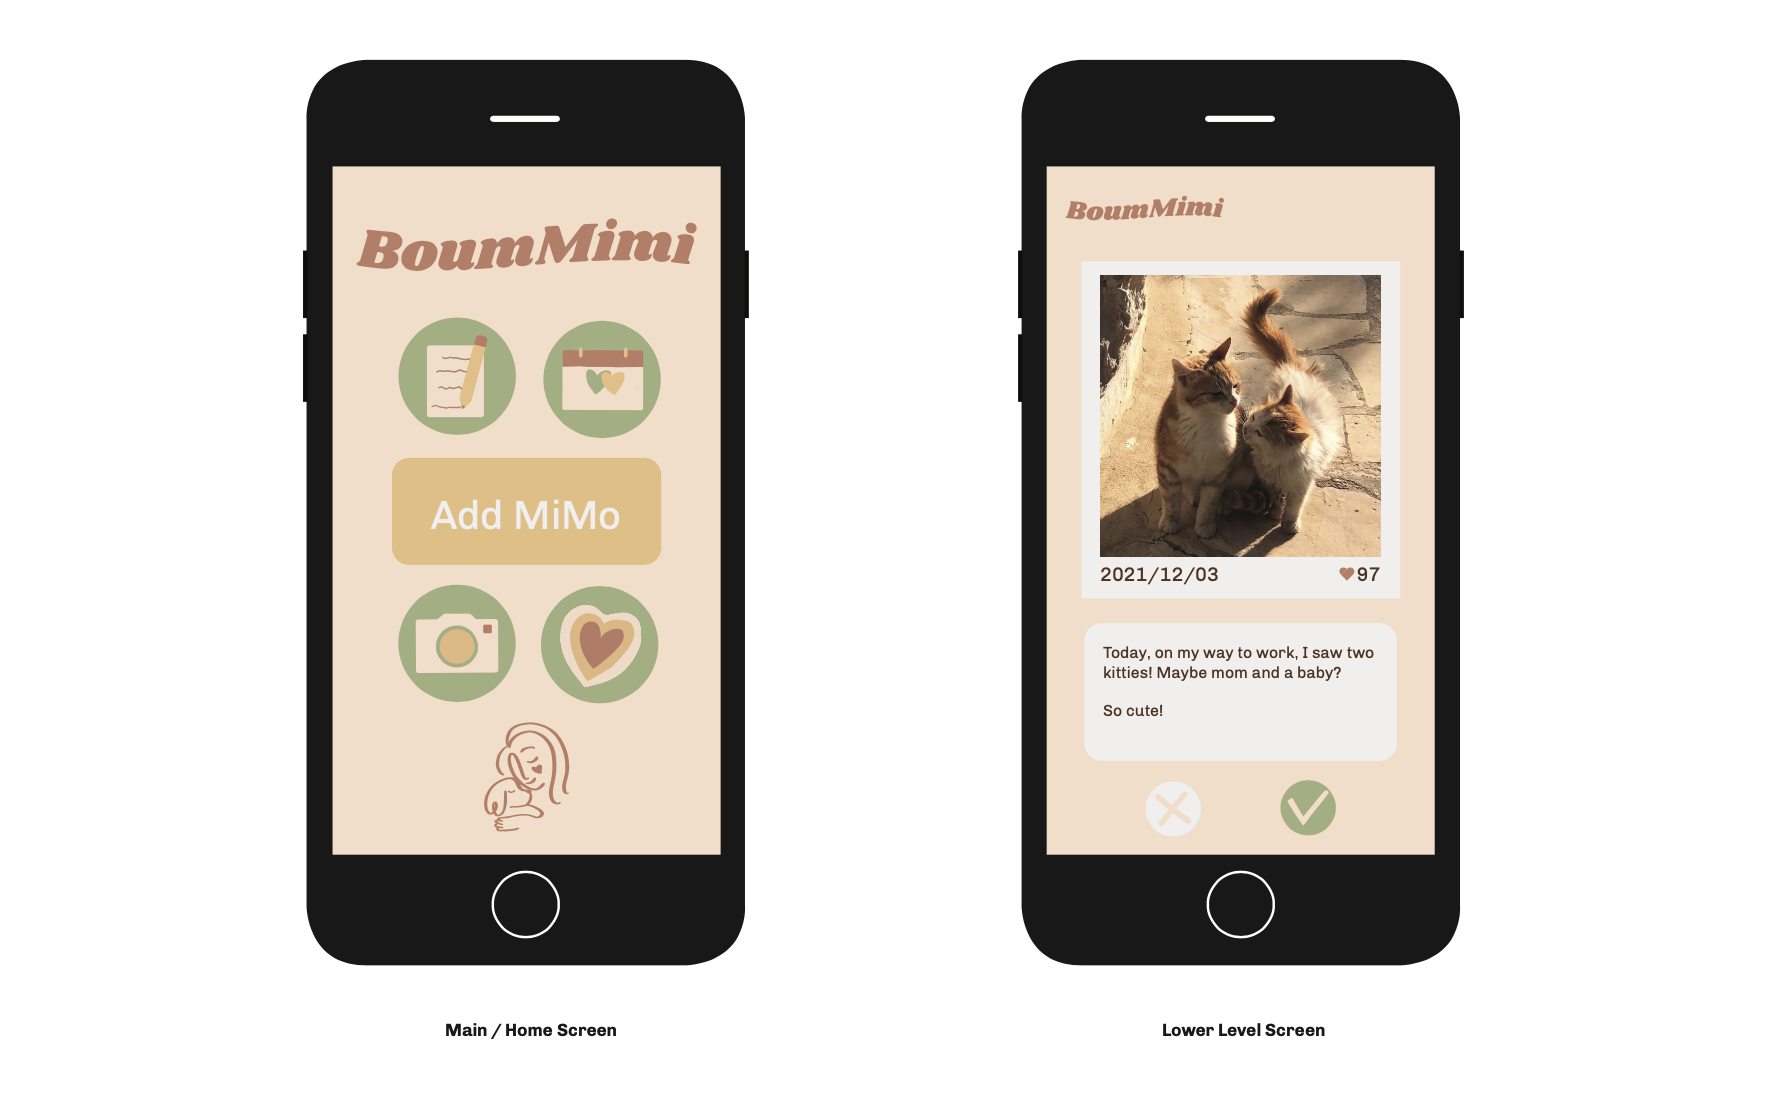 BoumMimi
Add MiMo
Main / Home Screen
BoumMimi
2021/12/03
97
Today, on my way to work, I saw two
kitties! Maybe mom and a baby?
So cute!
Lower Level Screen